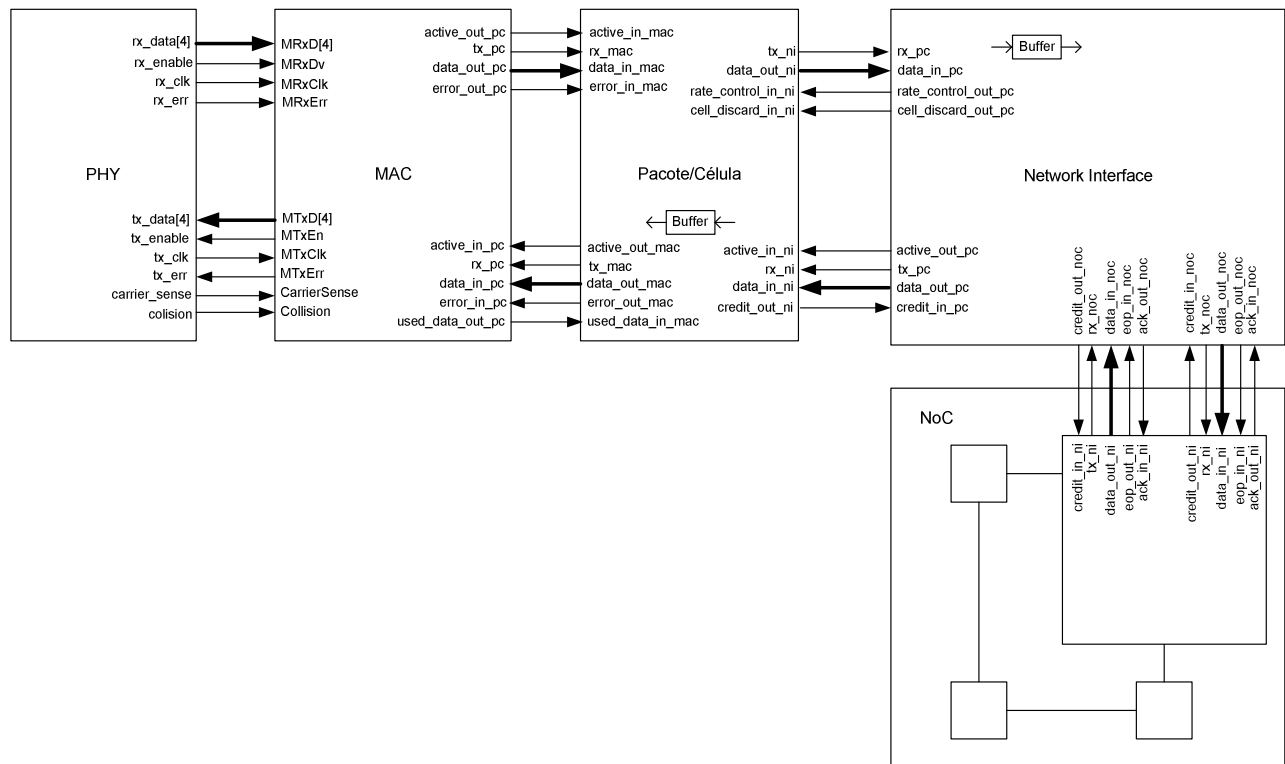 PHY
rx_data[4]
rx_enable
rx_clk
rx_err
tx_data[4]
tx_enable
tx_clk
tx_err
carrier_sense
colision
MAC
MRxD[4]
MRxDv
MRxClk
MRxErr
MTxD[4]
MTxEn
MTxClk
MTxErr
CarrierSense
Collision
active_out_pc
tx_pc
data_out_pc
error_out_pc
active_in_pc
rx_pc
data_in_pc
error_in_pc
used_data_out_pc
Pacote/Célula
active_in_mac
rx_mac
data_in_mac
error_in_mac
Buffer
active_out_mac
tx_mac
data_out_mac
error_out_mac
used_data_in_mac
tx_ni
data_out_ni
rate_control_in_ni
cell_discard_in_ni
active_in_ni
rx_ni
data_in_ni
credit_out_ni
Network Interface
Buffer
rx_pc
data_in_pc
rate_control_out_pc
cell_discard_out_pc
active_out_pc
tx_pc
data_out_pc
credit_in_pc
credit_out_noc
rx_noc
data_in_noc
eop_in_noc
ack_out_noc
credit_in_noc
tx_noc
data_out_noc
eop_out_noc
ack_in_noc
NoC
credit_in_ni
tx_ni
data_out_ni
eop_out_ni
ack_in_ni
credit_out_ni
rx_ni
data_in_ni
eop_in_ni
ack_out_ni